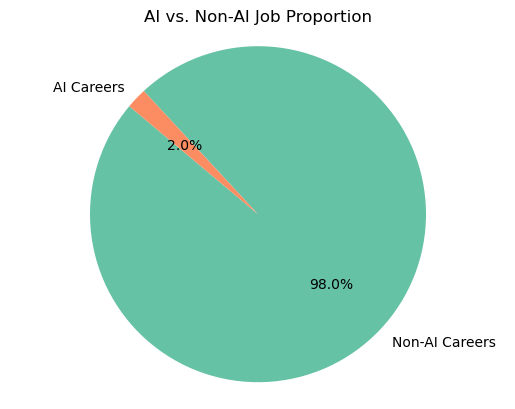 AI vs. Non-AI Job Proportion
AI Careers
2.0%
98.0%
Non-AI Careers